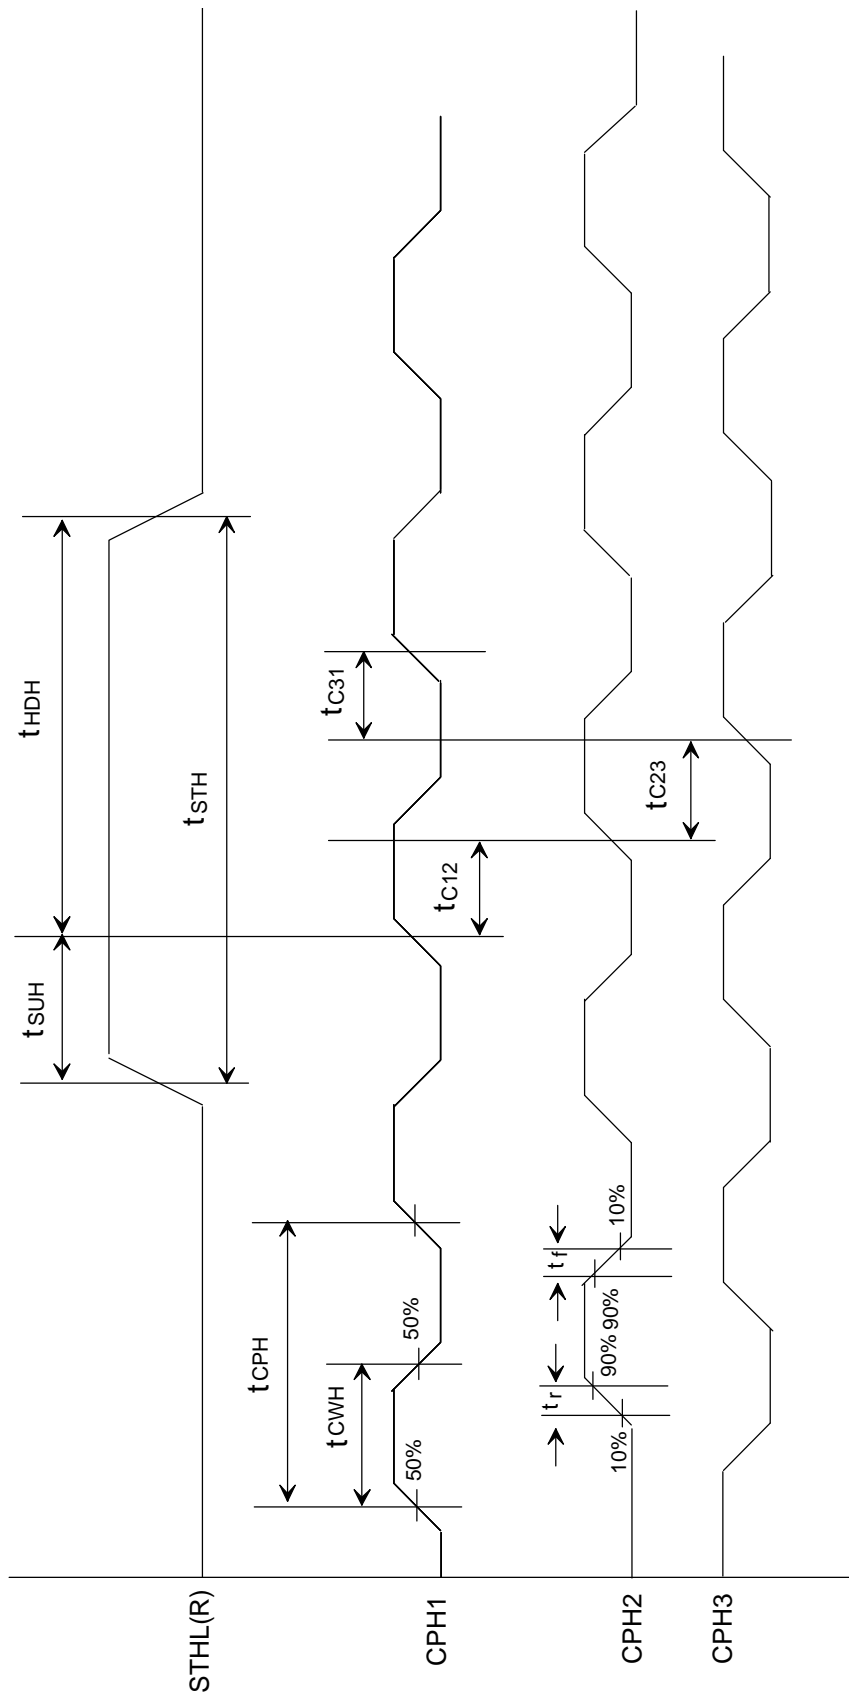 STHL(R)
tSUH
tHDH
tSTH
CPH1
50%
50%
tCWH
tCPH
tC12
tC31
CPH2
10%
tr
90%
90%
tf
10%
tC23
CPH3